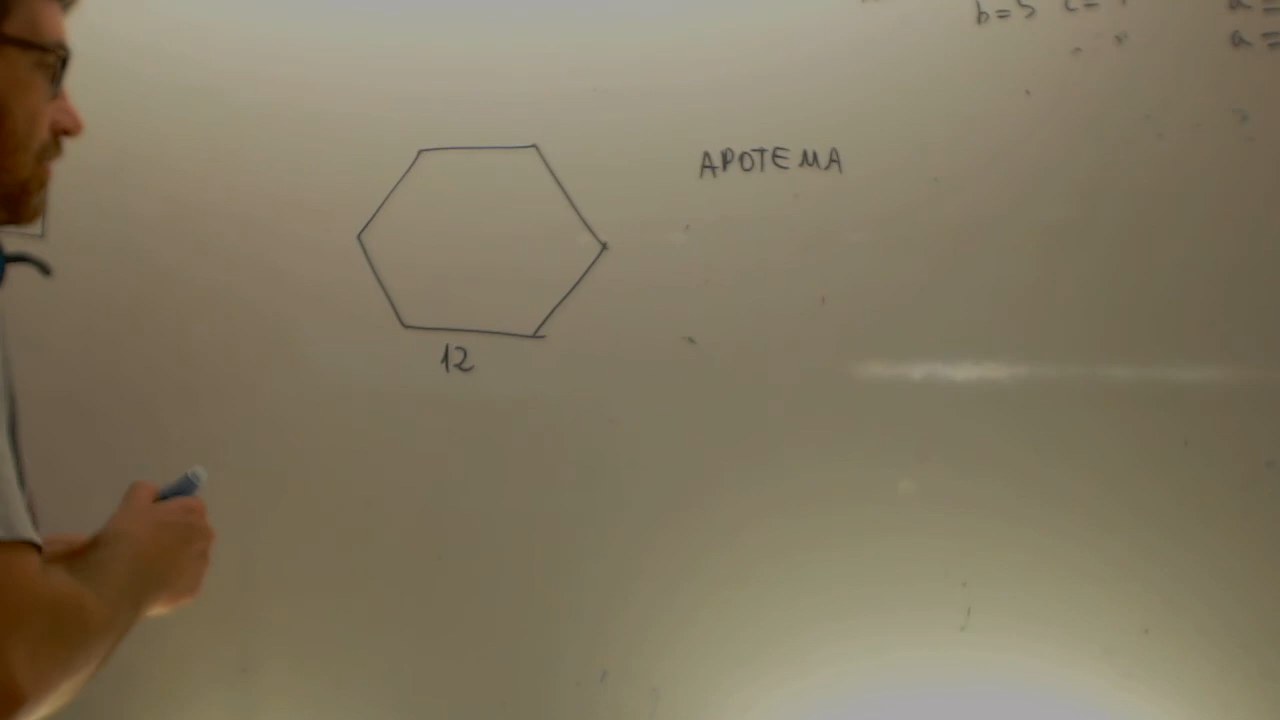 b=5 c=
a=
a=
APOTEMA
12